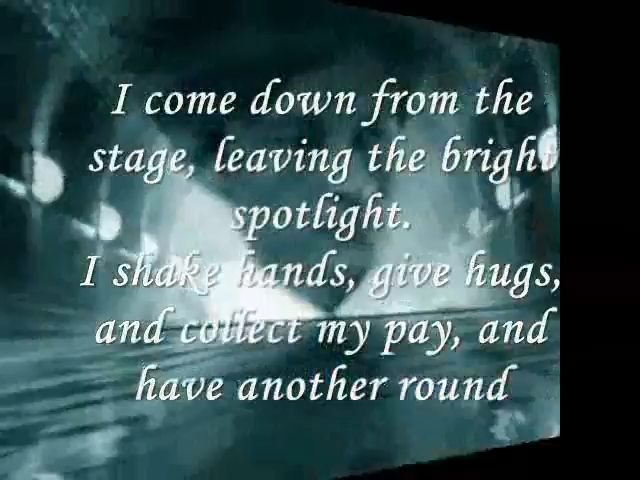 I come down from the
stage, leaving the bright
spotlight.
I shake hands, give hugs,
and collect my pay, and
have another round